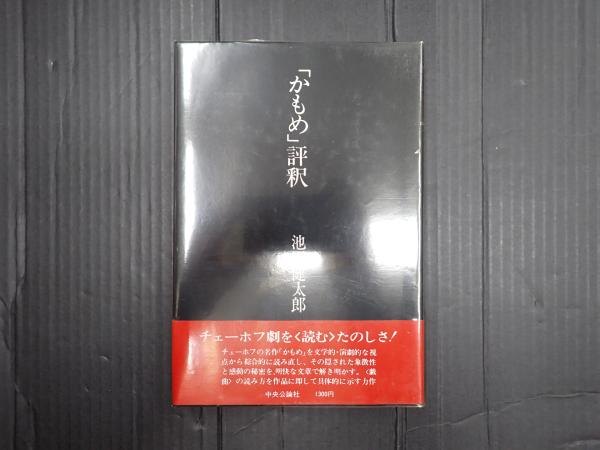 「かもめ」評釈
池 健太郎
チェーホフ劇を〈読む〉たのしさ!
チェーホフの名作「かもめ」を文学的・演劇的な視
点から綜合的に読み直し、その隠された象徴性
と感動の秘密を、明快な文章で解き明かす。〈戯
曲〉の読み方を作品に即して具体的に示す力作
中央公論社 1300円